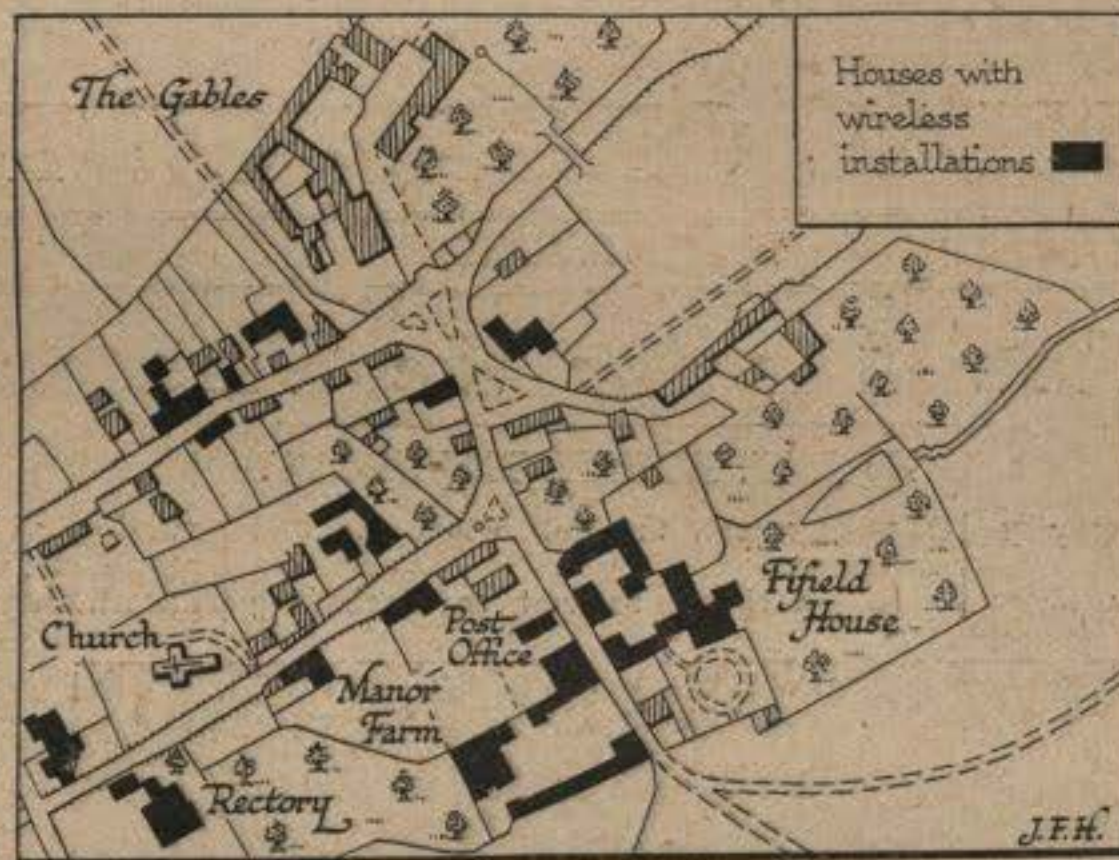 The Gables
Houses with
wireless
installations
Fifield
House
Post
Office
Church
Manor
Farm
Rectory
J.F.H.